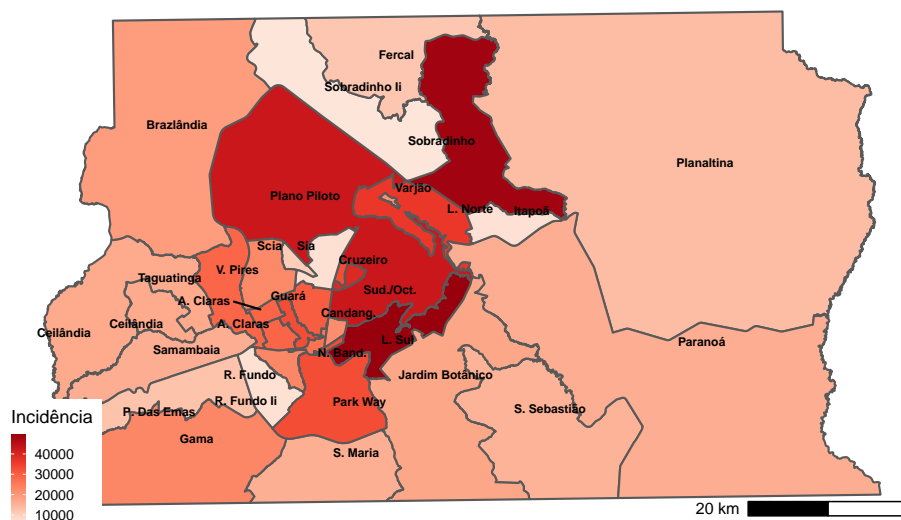 Fercal
Sobradinho Ii
Brazlândia
Sobradinho
Planaltina
Plano Piloto
Varjão
L. Norte
Itapoã
Scia
Sia
Cruzeiro
V. Pires
Taguatinga
Sud./Oct.
A. Claras
Guará
Candang.
Ceilândia
Ceilândia
A. Claras
L. Sul
Paranoá
Samambaia
N. Band.
R. Fundo
Jardim Botânico
R. Fundo Ii
Park Way
P. Das Emas
S. Sebastião
Gama
S. Maria
Incidência
40000
30000
20000
10000
20 km